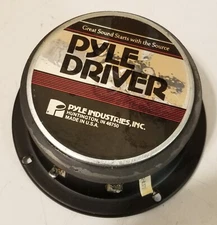 Great Sound Starts with the Source
PYLE
DRIVER
PYLE INDUSTRIES, INC.
HUNTINGTON, IN 46750
MADE IN U.S.A.